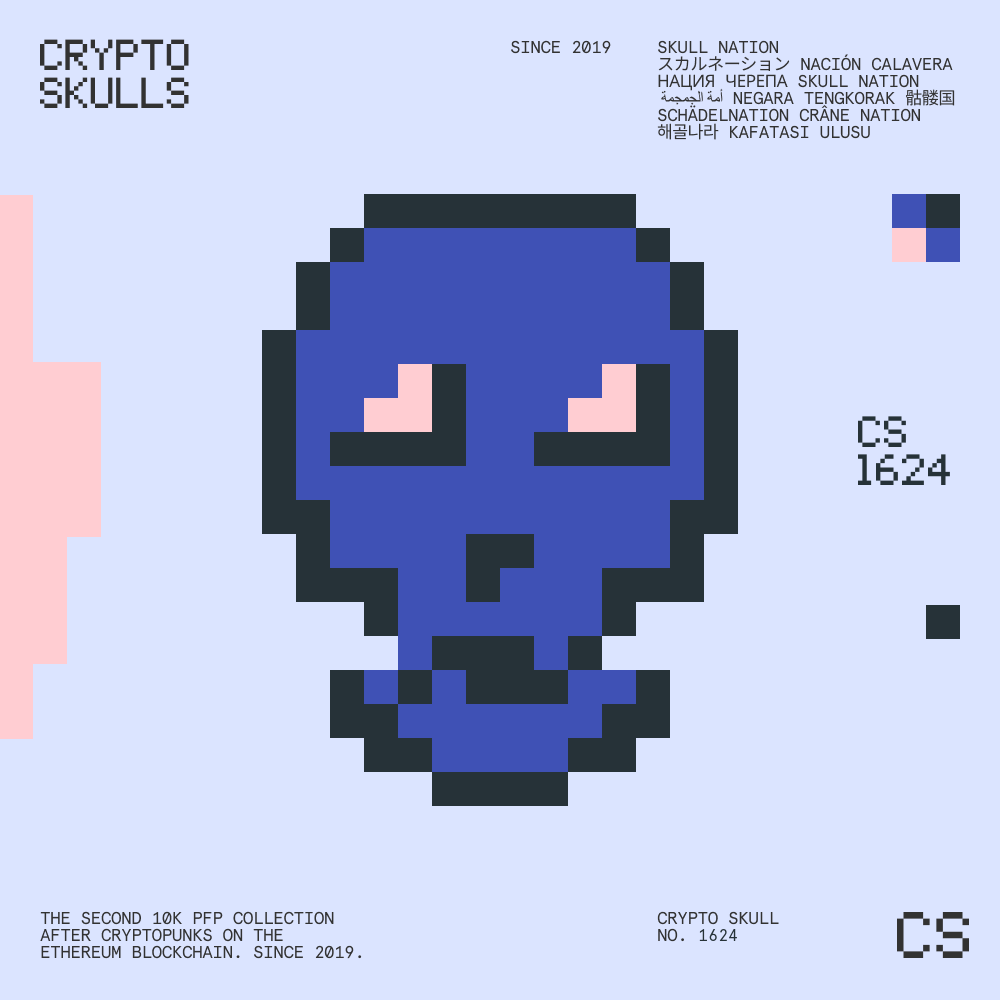 CRYPTO
SKULLS
SINCE 2019
SKULL NATION
スカルネーション NACIÓN CALAVERA
НАЦИЯ ЧЕРЕПА SKULL NATION
أمة الجمجمة NEGARA TENGKORAK 骷髅国
SCHÄDELNATION CRÂNE NATION
해골나라 KAFATASI ULUSU
CS
1624
THE SECOND 10K PFP COLLECTION
AFTER CRYPTOPUNKS ON THE
ETHEREUM BLOCKCHAIN. SINCE 2019.
CRYPTO SKULL
NO. 1624
CS